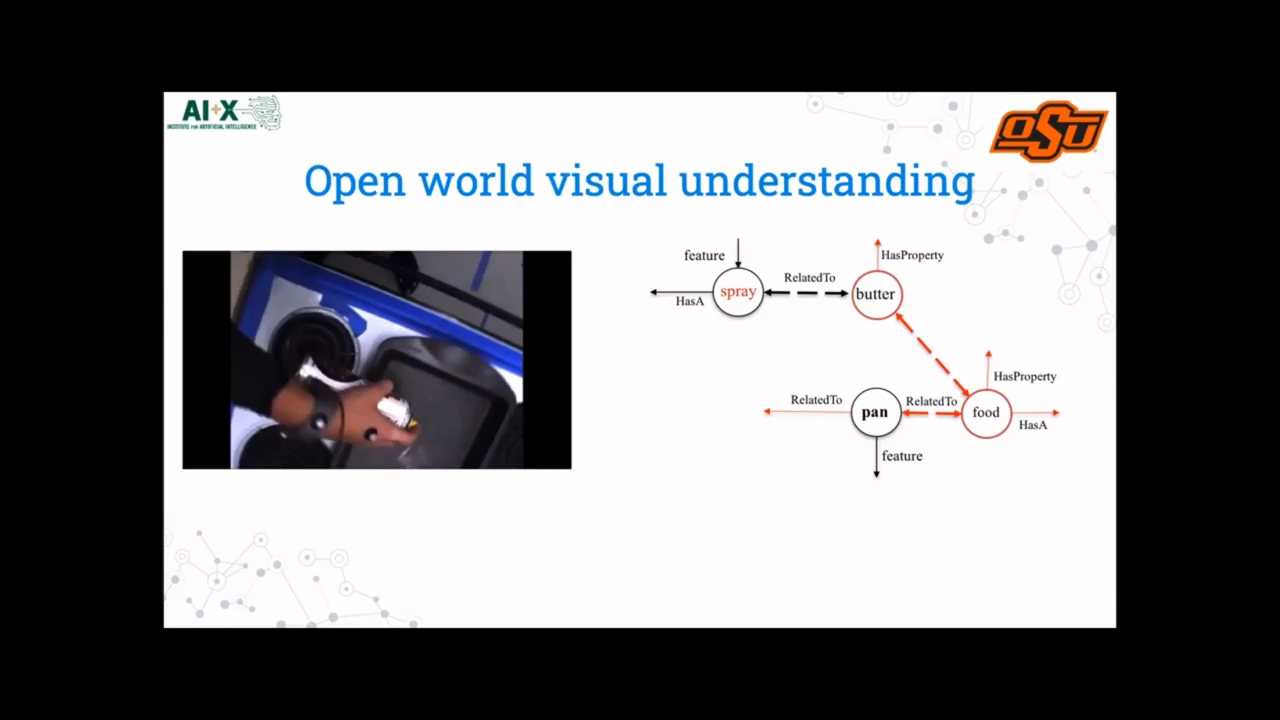 AI+X
INSTITUTE FOR ARTIFICIAL INTELLIGENCE
OSU
Open world visual understanding
feature
HasProperty
RelatedTo
spray
butter
HasA
HasProperty
RelatedTo
RelatedTo
pan
food
HasA
feature